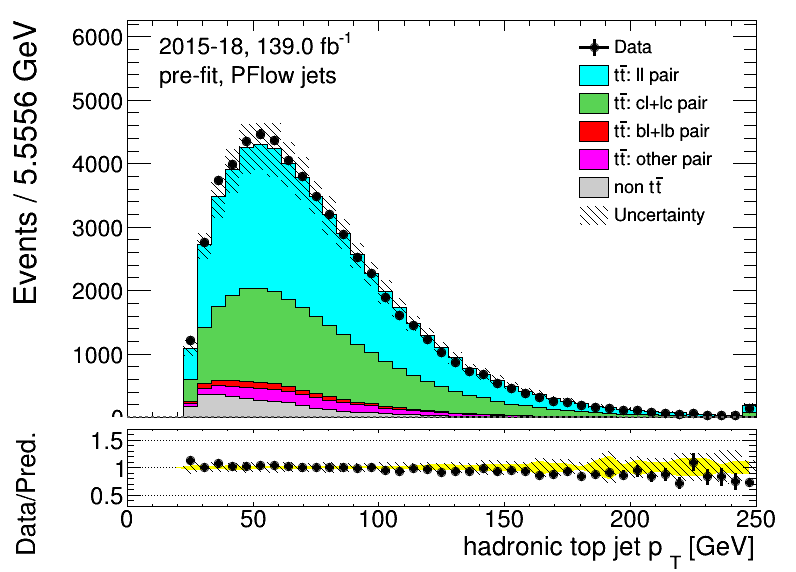 2015-18, 139.0 fb⁻¹
pre-fit, PFlow jets
Data
tt̄: ll pair
tt̄: cl+lc pair
tt̄: bl+lb pair
tt̄: other pair
non tt̄
Uncertainty
Events / 5.5556 GeV
6000
5000
4000
3000
2000
1000
0
Data/Pred.
1.5
1
0.5
0 50 100 150 200 250
hadronic top jet p_T [GeV]